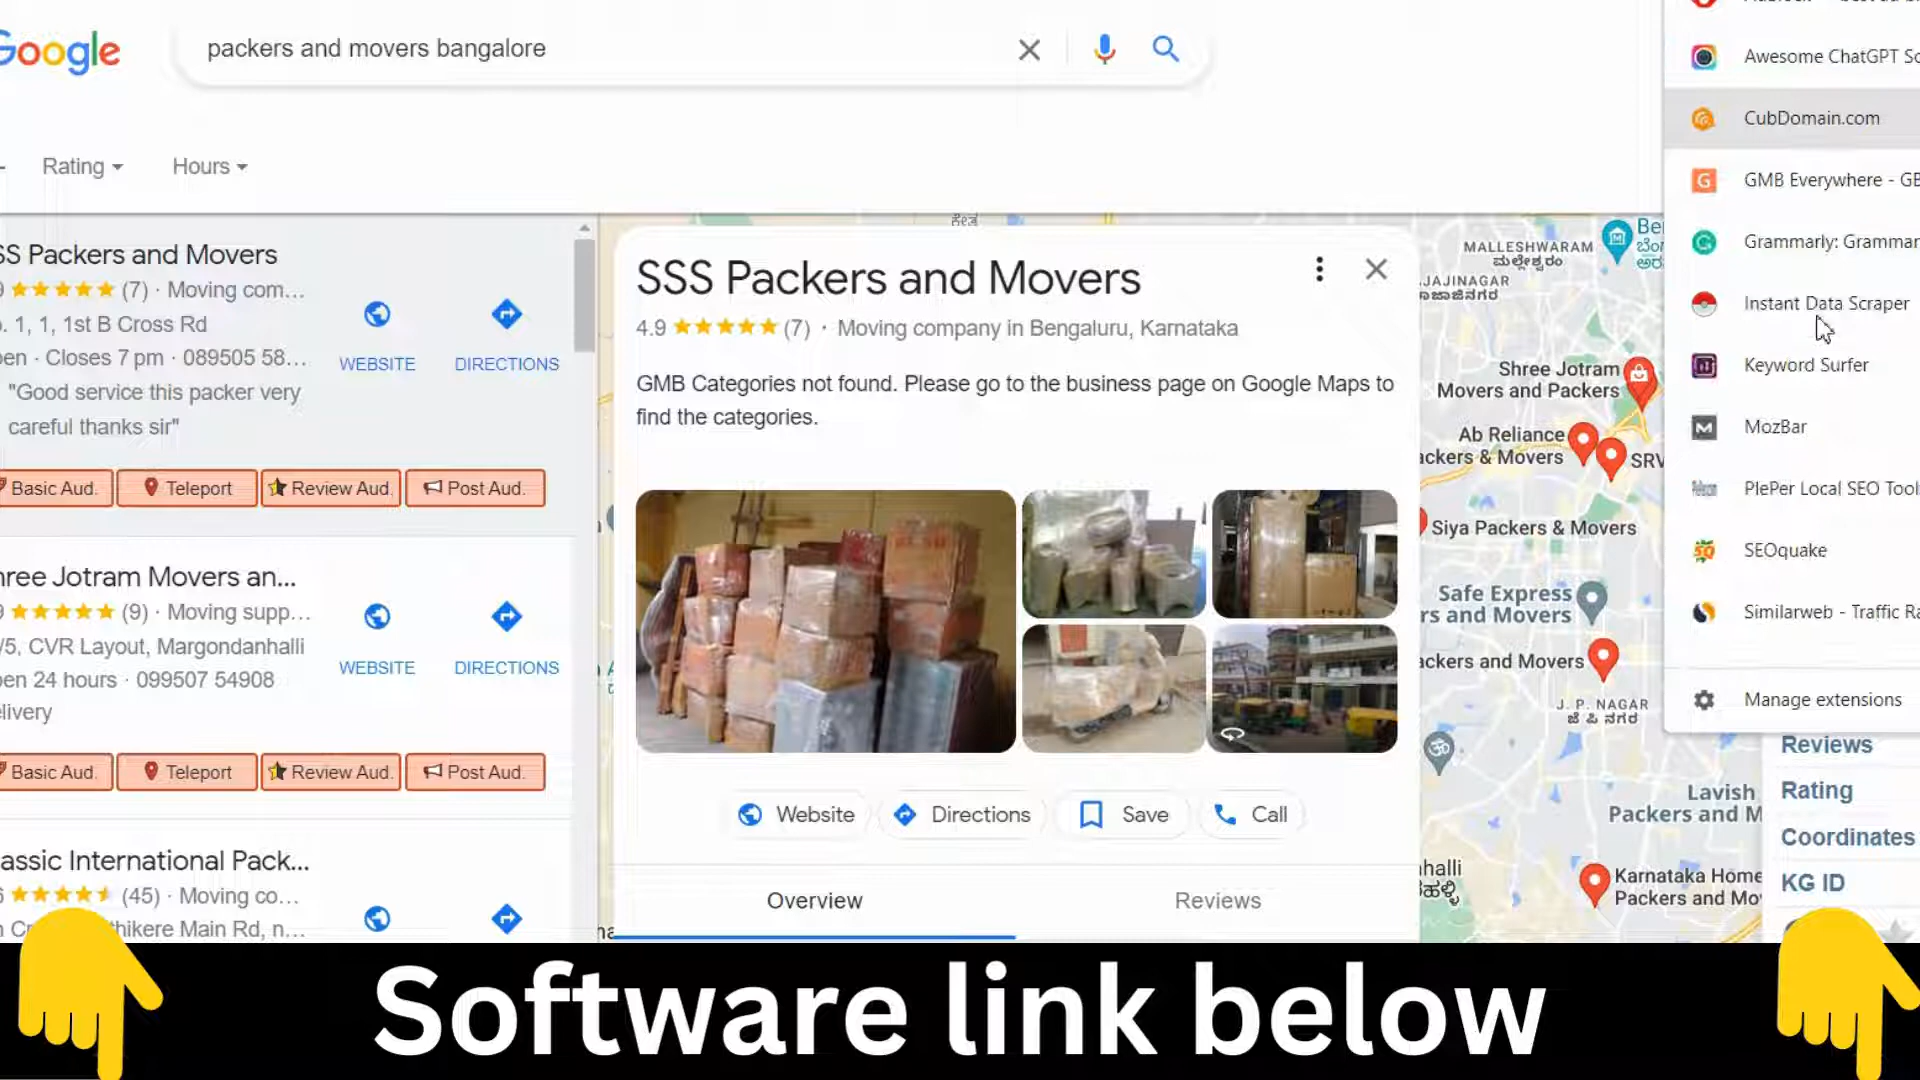 Google
packers and movers bangalore
Rating
Hours
SS Packers and Movers
(7) · Moving com...
1, 1, 1st B Cross Rd
en · Closes 7 pm · 089505 58...
"Good service this packer very
careful thanks sir"
WEBSITE
DIRECTIONS
Basic Aud.
Teleport
Review Aud.
Post Aud.
ree Jotram Movers an...
(9) · Moving supp...
/5, CVR Layout, Margondanhalli
en 24 hours · 099507 54908
livery
WEBSITE
DIRECTIONS
Basic Aud.
Teleport
Review Aud.
Post Aud.
assic International Pack...
(45) · Moving co...
thikere Main Rd, n...
SSS Packers and Movers
4.9 (7) · Moving company in Bengaluru, Karnataka
GMB Categories not found. Please go to the business page on Google Maps to
find the categories.
Website
Directions
Save
Call
Overview
Reviews
MALLESHWARAM
ಮಲ್ಲೇಶ್ವರಂ
JAJINAGAR
ರಾಜಾಜಿನಗರ
Shree Jotram
Movers and Packers
Ab Reliance
ackers & Movers
SRV
Siya Packers & Movers
Safe Express
rs and Movers
ackers and Movers
J. P. NAGAR
ಜೆ ಪಿ ನಗರ
Lavish
Packers and M
nhalli
Karnataka Home
Packers and Mo
Awesome ChatGPT Sc
CubDomain.com
GMB Everywhere - GB
Grammarly: Grammar
Instant Data Scraper
Keyword Surfer
MozBar
PlePer Local SEO Tool
SEOquake
Similarweb - Traffic Ra
Manage extensions
Reviews
Rating
Coordinates
KG ID
Software link below